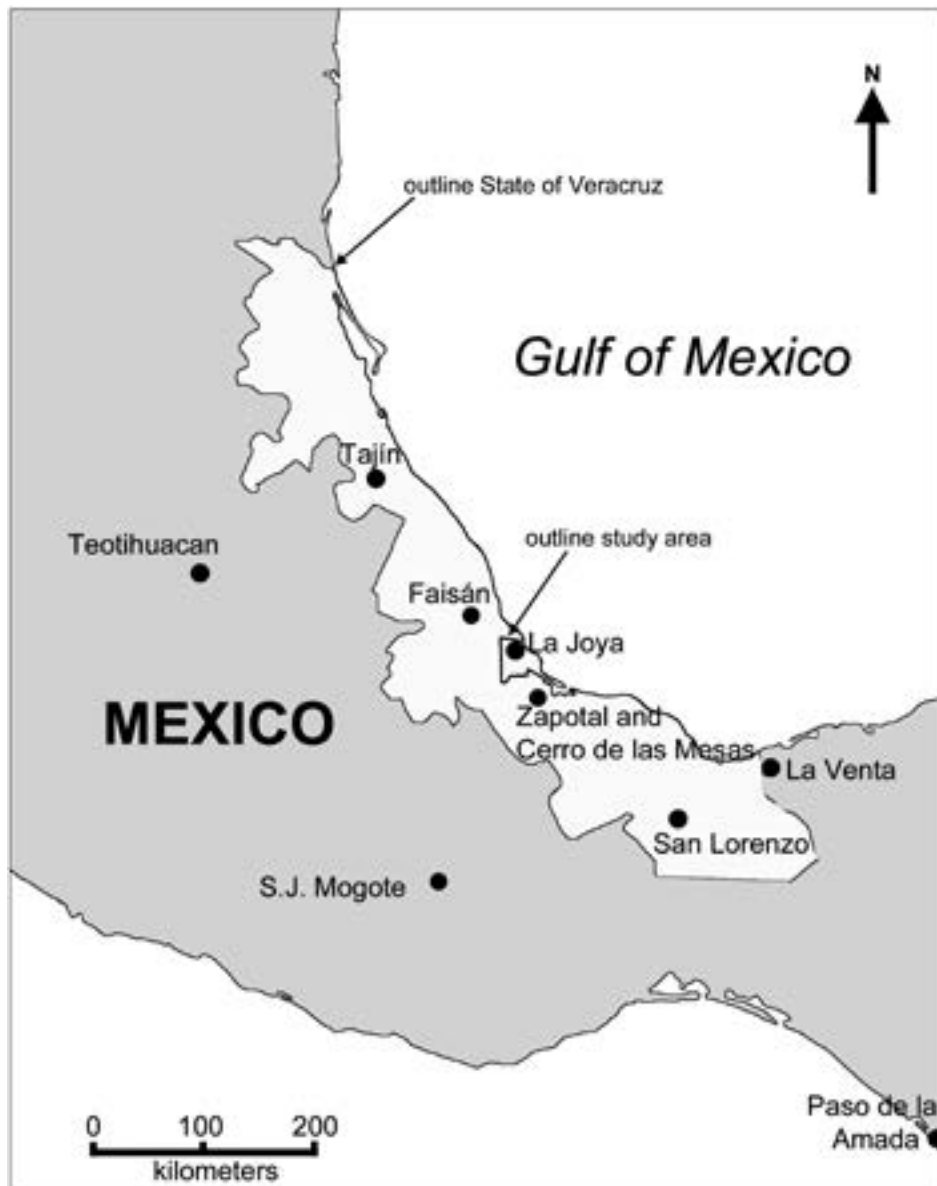 N
outline State of Veracruz
Gulf of Mexico
Tajín
outline study area
Teotihuacan
Faisán
La Joya
MEXICO
Zapotal and
Cerro de las Mesas
La Venta
San Lorenzo
S.J. Mogote
0 100 200
kilometers
Paso de la
Amada